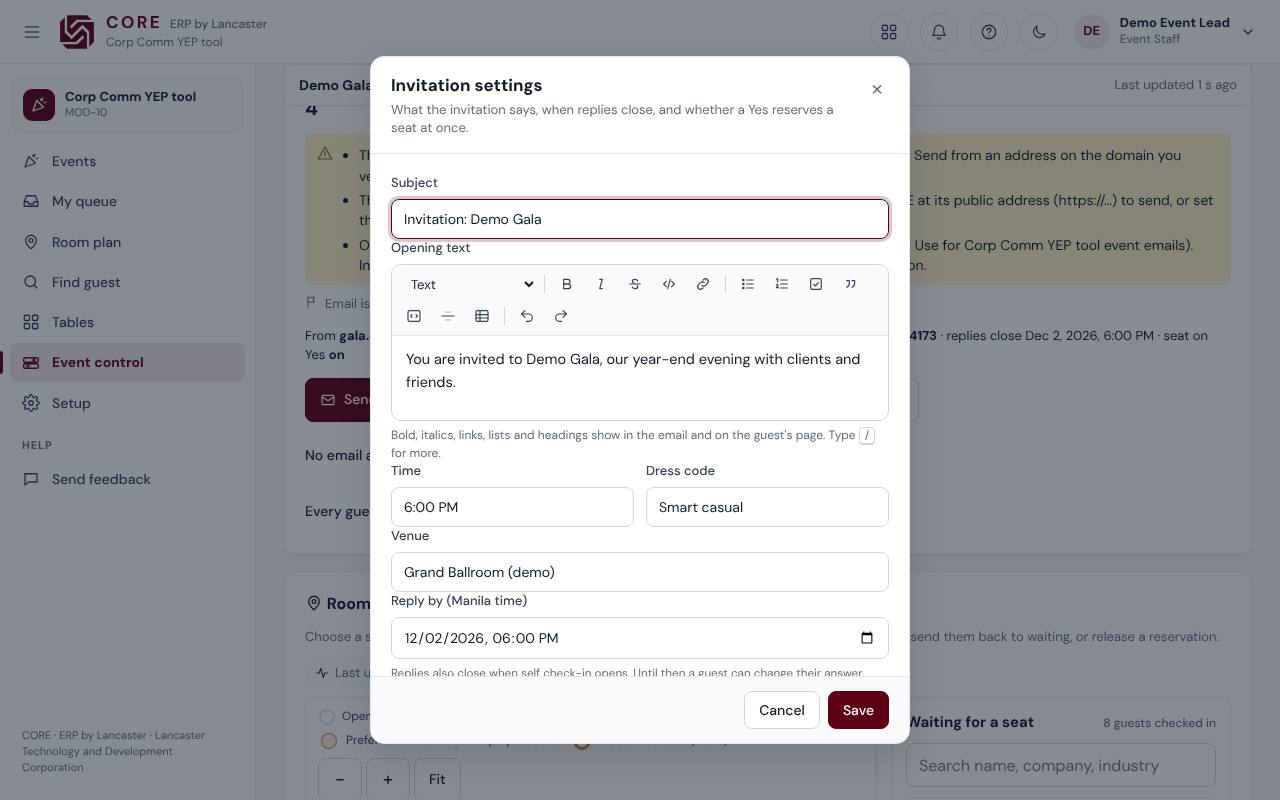 CORE ERP by Lancaster
Corp Comm YEP tool
DE
Demo Event Lead
Event Staff
Corp Comm YEP tool
MOD-10
Events
My queue
Room plan
Find guest
Tables
Event control
Setup
HELP
Send feedback
CORE · ERP by Lancaster · Lancaster
Technology and Development
Corporation
Demo Gala
Last updated 1 s ago
4
Send from an address on the domain you
at its public address (https://…) to send, or set
Use for Corp Comm YEP tool event emails).
Email is
From gala.
4173 · replies close Dec 2, 2026, 6:00 PM · seat on
Yes on
No email
Every
Choose a
send them back to waiting, or release a reservation.
Last
Open
Waiting for a seat
8 guests checked in
Search name, company, industry
− + Fit
Invitation settings
×
What the invitation says, when replies close, and whether a Yes reserves a
seat at once.
Subject
Invitation: Demo Gala
Opening text
Text
You are invited to Demo Gala, our year-end evening with clients and
friends.
Bold, italics, links, lists and headings show in the email and on the guest's page. Type /
for more.
Time
Dress code
6:00 PM
Smart casual
Venue
Grand Ballroom (demo)
Reply by (Manila time)
12/02/2026, 06:00 PM
Replies also close when self check-in opens. Until then a guest can change their answer.
Cancel
Save